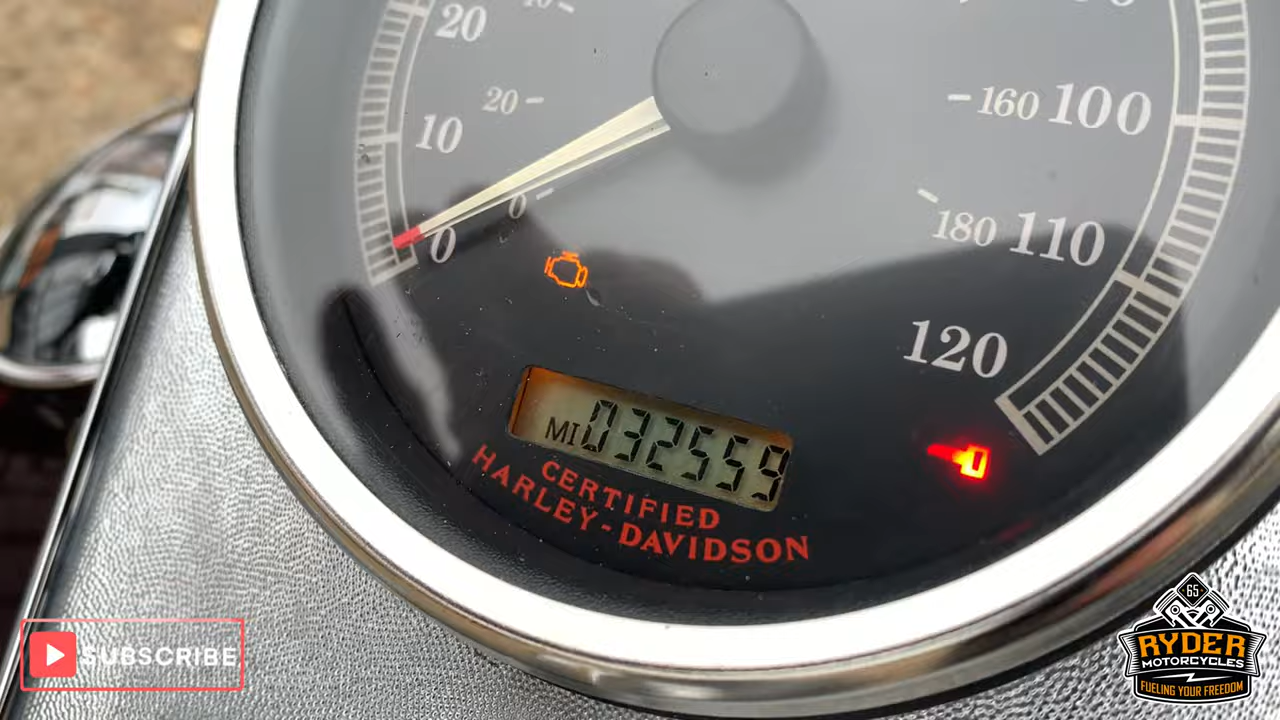 20
20
10
0
0
160
100
180
110
120
MI 032559
CERTIFIED
HARLEY-DAVIDSON
SUBSCRIBE
65
RYDER
MOTORCYCLES
FUELING YOUR FREEDOM